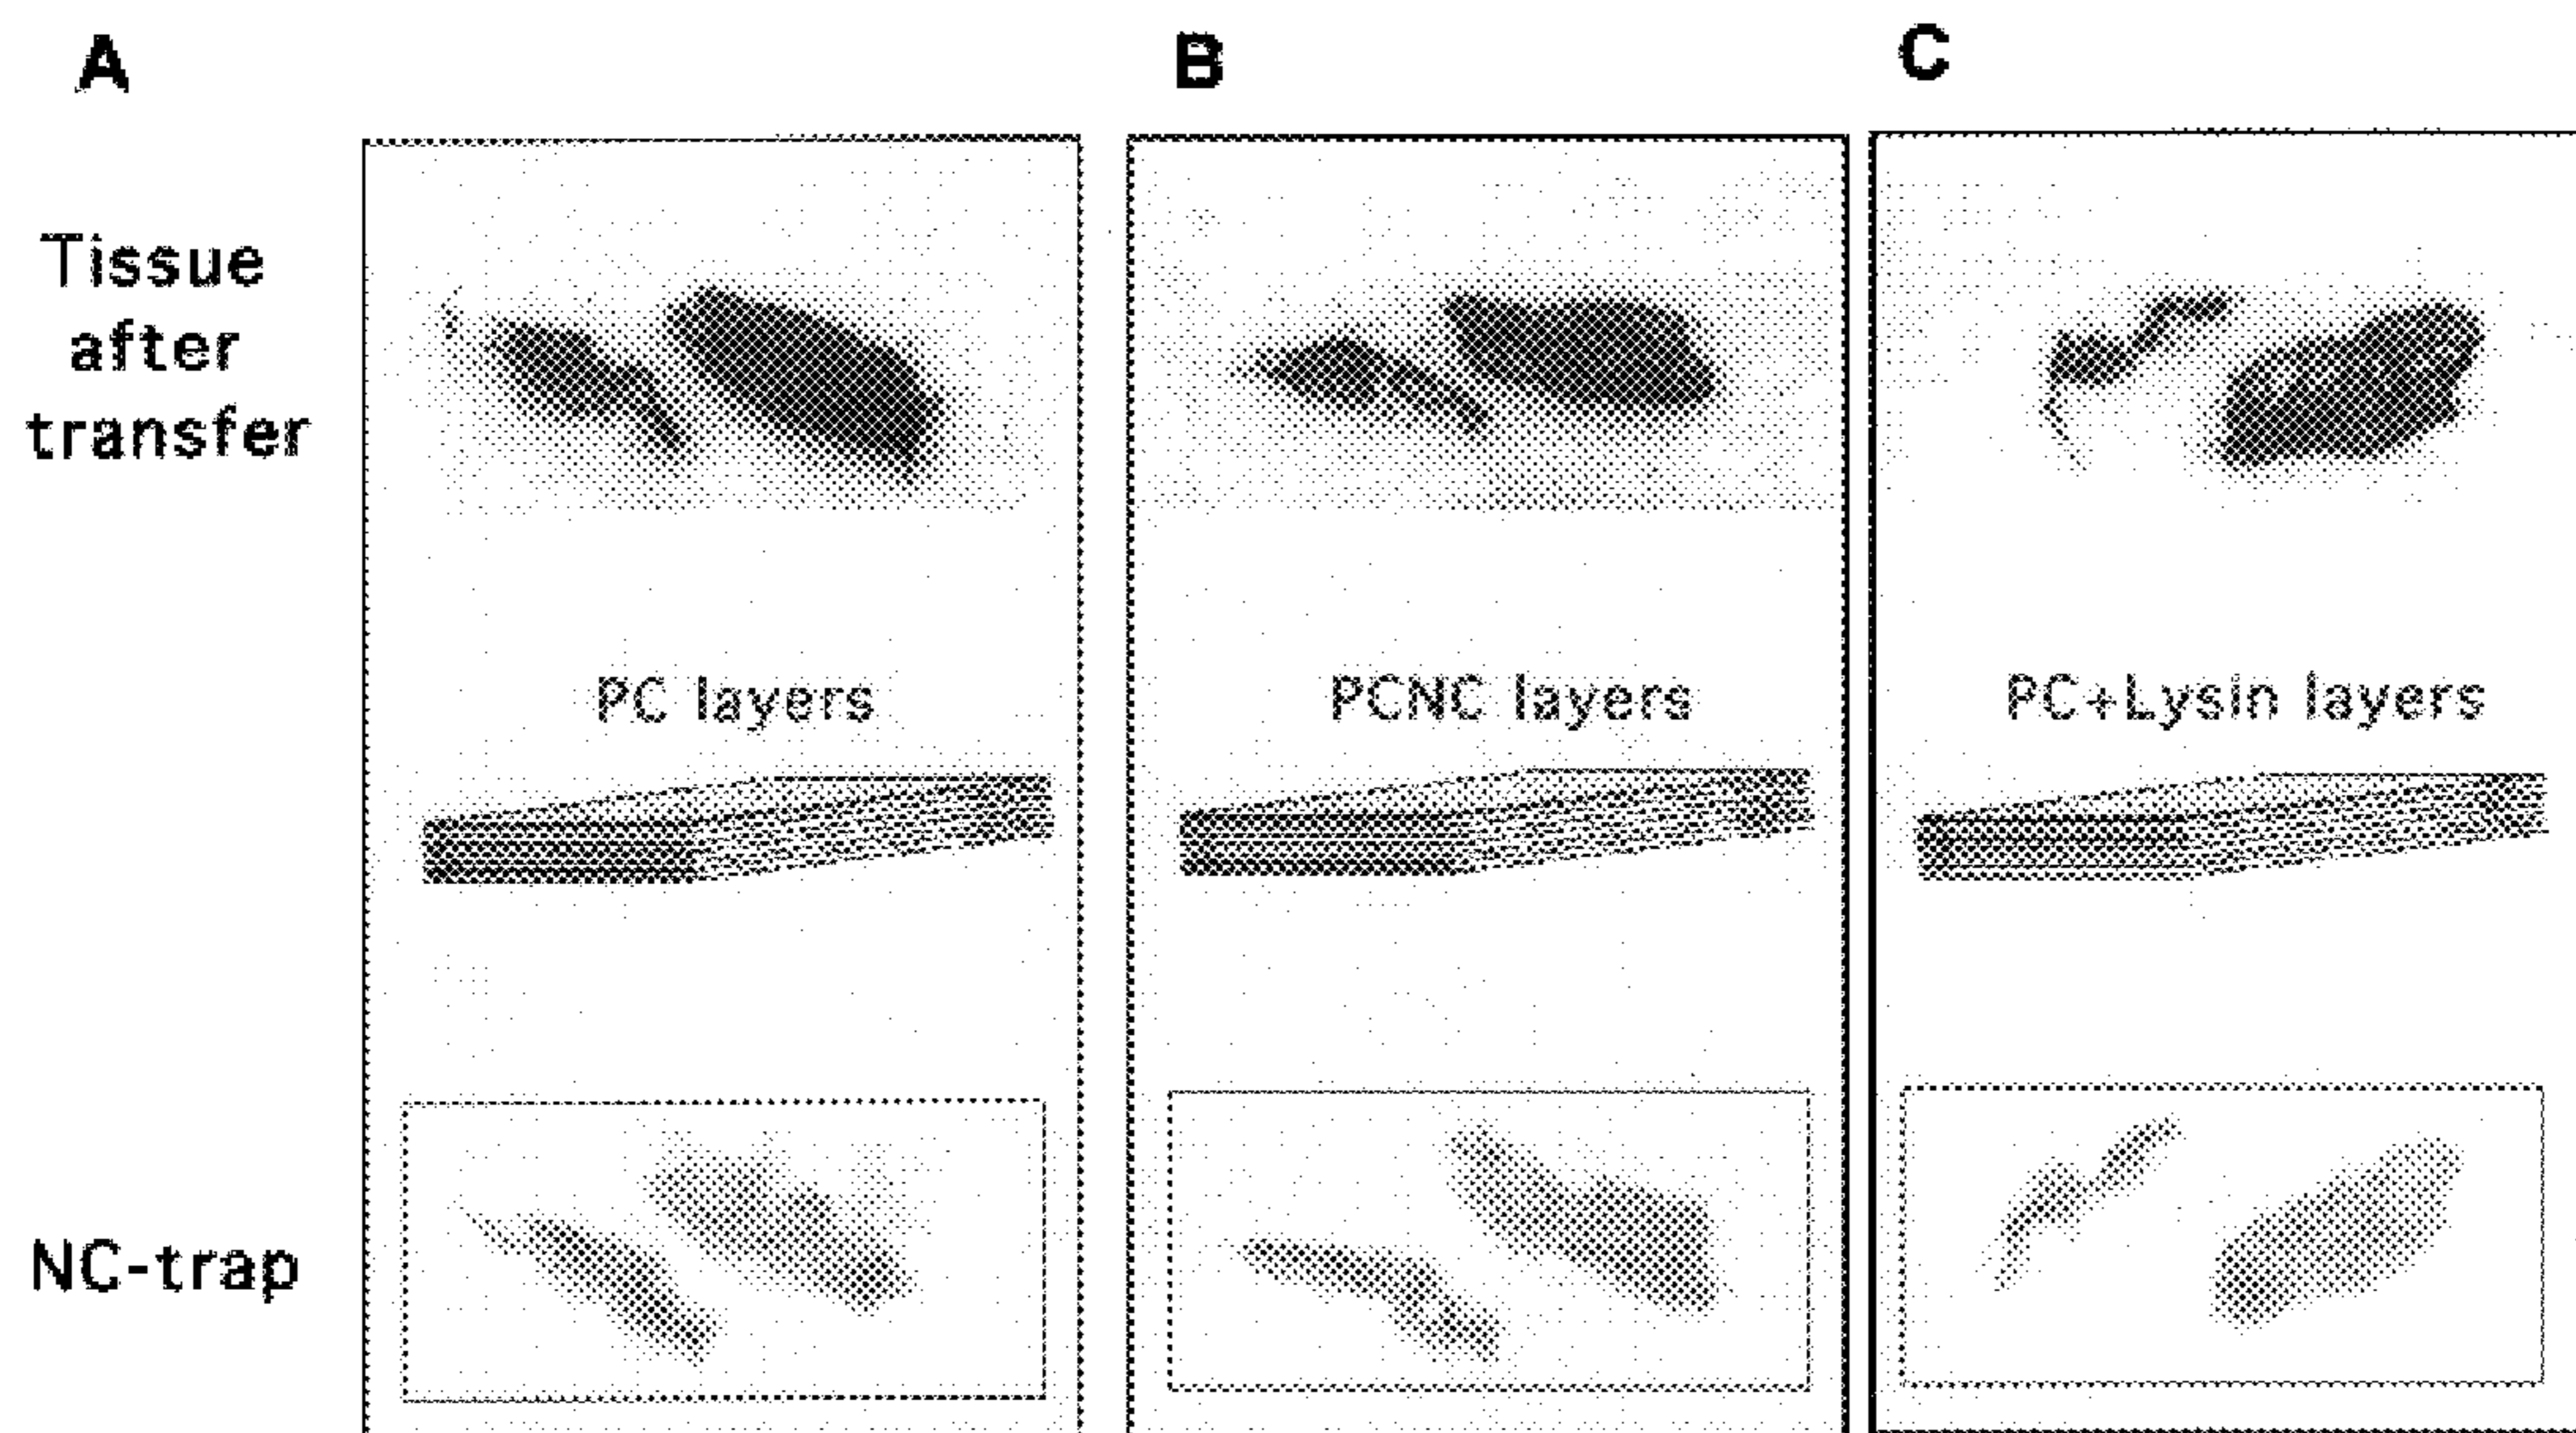 A
B
C
Tissue
after
transfer
PC layers
PCNC layers
PC+Lysin layers
NC-trap